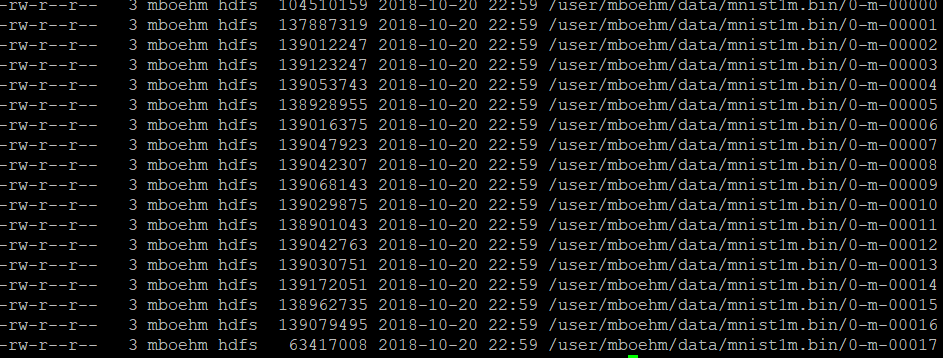 -rw-r--r--   3 mboehm hdfs  104510159 2018-10-20 22:59 /user/mboehm/data/mnist1m.bin/0-m-00000
-rw-r--r--   3 mboehm hdfs  137887319 2018-10-20 22:59 /user/mboehm/data/mnist1m.bin/0-m-00001
-rw-r--r--   3 mboehm hdfs  139012247 2018-10-20 22:59 /user/mboehm/data/mnist1m.bin/0-m-00002
-rw-r--r--   3 mboehm hdfs  139123247 2018-10-20 22:59 /user/mboehm/data/mnist1m.bin/0-m-00003
-rw-r--r--   3 mboehm hdfs  139053743 2018-10-20 22:59 /user/mboehm/data/mnist1m.bin/0-m-00004
-rw-r--r--   3 mboehm hdfs  138928955 2018-10-20 22:59 /user/mboehm/data/mnist1m.bin/0-m-00005
-rw-r--r--   3 mboehm hdfs  139016375 2018-10-20 22:59 /user/mboehm/data/mnist1m.bin/0-m-00006
-rw-r--r--   3 mboehm hdfs  139047923 2018-10-20 22:59 /user/mboehm/data/mnist1m.bin/0-m-00007
-rw-r--r--   3 mboehm hdfs  139042307 2018-10-20 22:59 /user/mboehm/data/mnist1m.bin/0-m-00008
-rw-r--r--   3 mboehm hdfs  139068143 2018-10-20 22:59 /user/mboehm/data/mnist1m.bin/0-m-00009
-rw-r--r--   3 mboehm hdfs  139029875 2018-10-20 22:59 /user/mboehm/data/mnist1m.bin/0-m-00010
-rw-r--r--   3 mboehm hdfs  138901043 2018-10-20 22:59 /user/mboehm/data/mnist1m.bin/0-m-00011
-rw-r--r--   3 mboehm hdfs  139042763 2018-10-20 22:59 /user/mboehm/data/mnist1m.bin/0-m-00012
-rw-r--r--   3 mboehm hdfs  139030751 2018-10-20 22:59 /user/mboehm/data/mnist1m.bin/0-m-00013
-rw-r--r--   3 mboehm hdfs  139172051 2018-10-20 22:59 /user/mboehm/data/mnist1m.bin/0-m-00014
-rw-r--r--   3 mboehm hdfs  138962735 2018-10-20 22:59 /user/mboehm/data/mnist1m.bin/0-m-00015
-rw-r--r--   3 mboehm hdfs  139079495 2018-10-20 22:59 /user/mboehm/data/mnist1m.bin/0-m-00016
-rw-r--r--   3 mboehm hdfs   63417008 2018-10-20 22:59 /user/mboehm/data/mnist1m.bin/0-m-00017